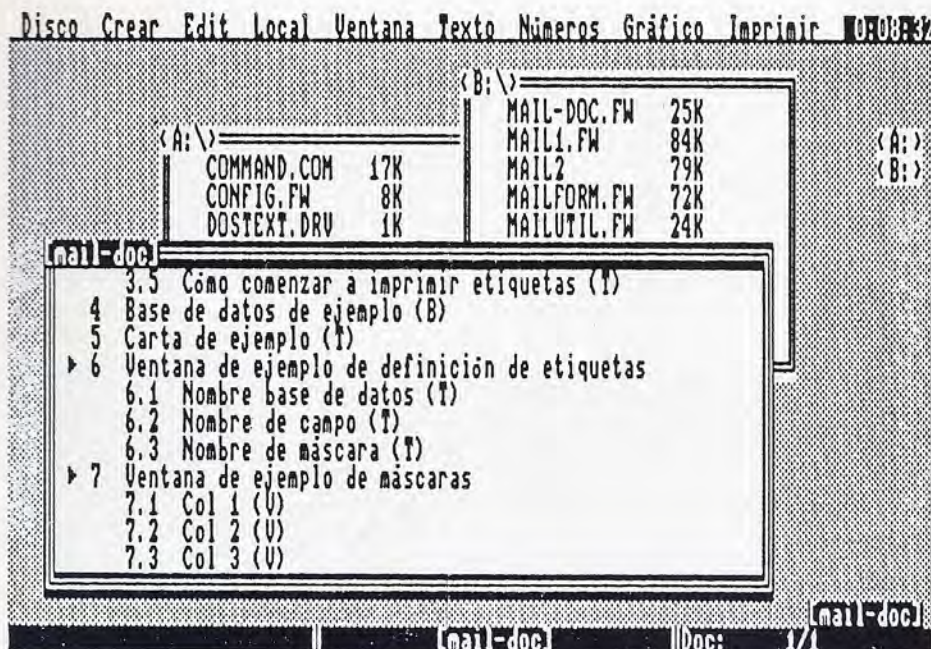 Disco Crear Edit Local Ventana Texto Números Gráfico Imprimir 0:08:32
<B:\>
MAIL-DOC.FW 25K
MAIL1.FW 84K
MAIL2 79K
MAILFORM.FW 72K
MAILUTIL.FW 24K
<A:\>
COMMAND.COM 17K
CONFIG.FW 8K
DOSTEXT.DRV 1K
<A:>
<B:>
[mail-doc]
3.5 Cómo comenzar a imprimir etiquetas (T)
4 Base de datos de ejemplo (B)
5 Carta de ejemplo (T)
▸ 6 Ventana de ejemplo de definición de etiquetas
6.1 Nombre base de datos (T)
6.2 Nombre de campo (T)
6.3 Nombre de máscara (T)
▸ 7 Ventana de ejemplo de máscaras
7.1 Col 1 (V)
7.2 Col 2 (V)
7.3 Col 3 (V)
[mail-doc]
[mail-doc] Doc: 1/1